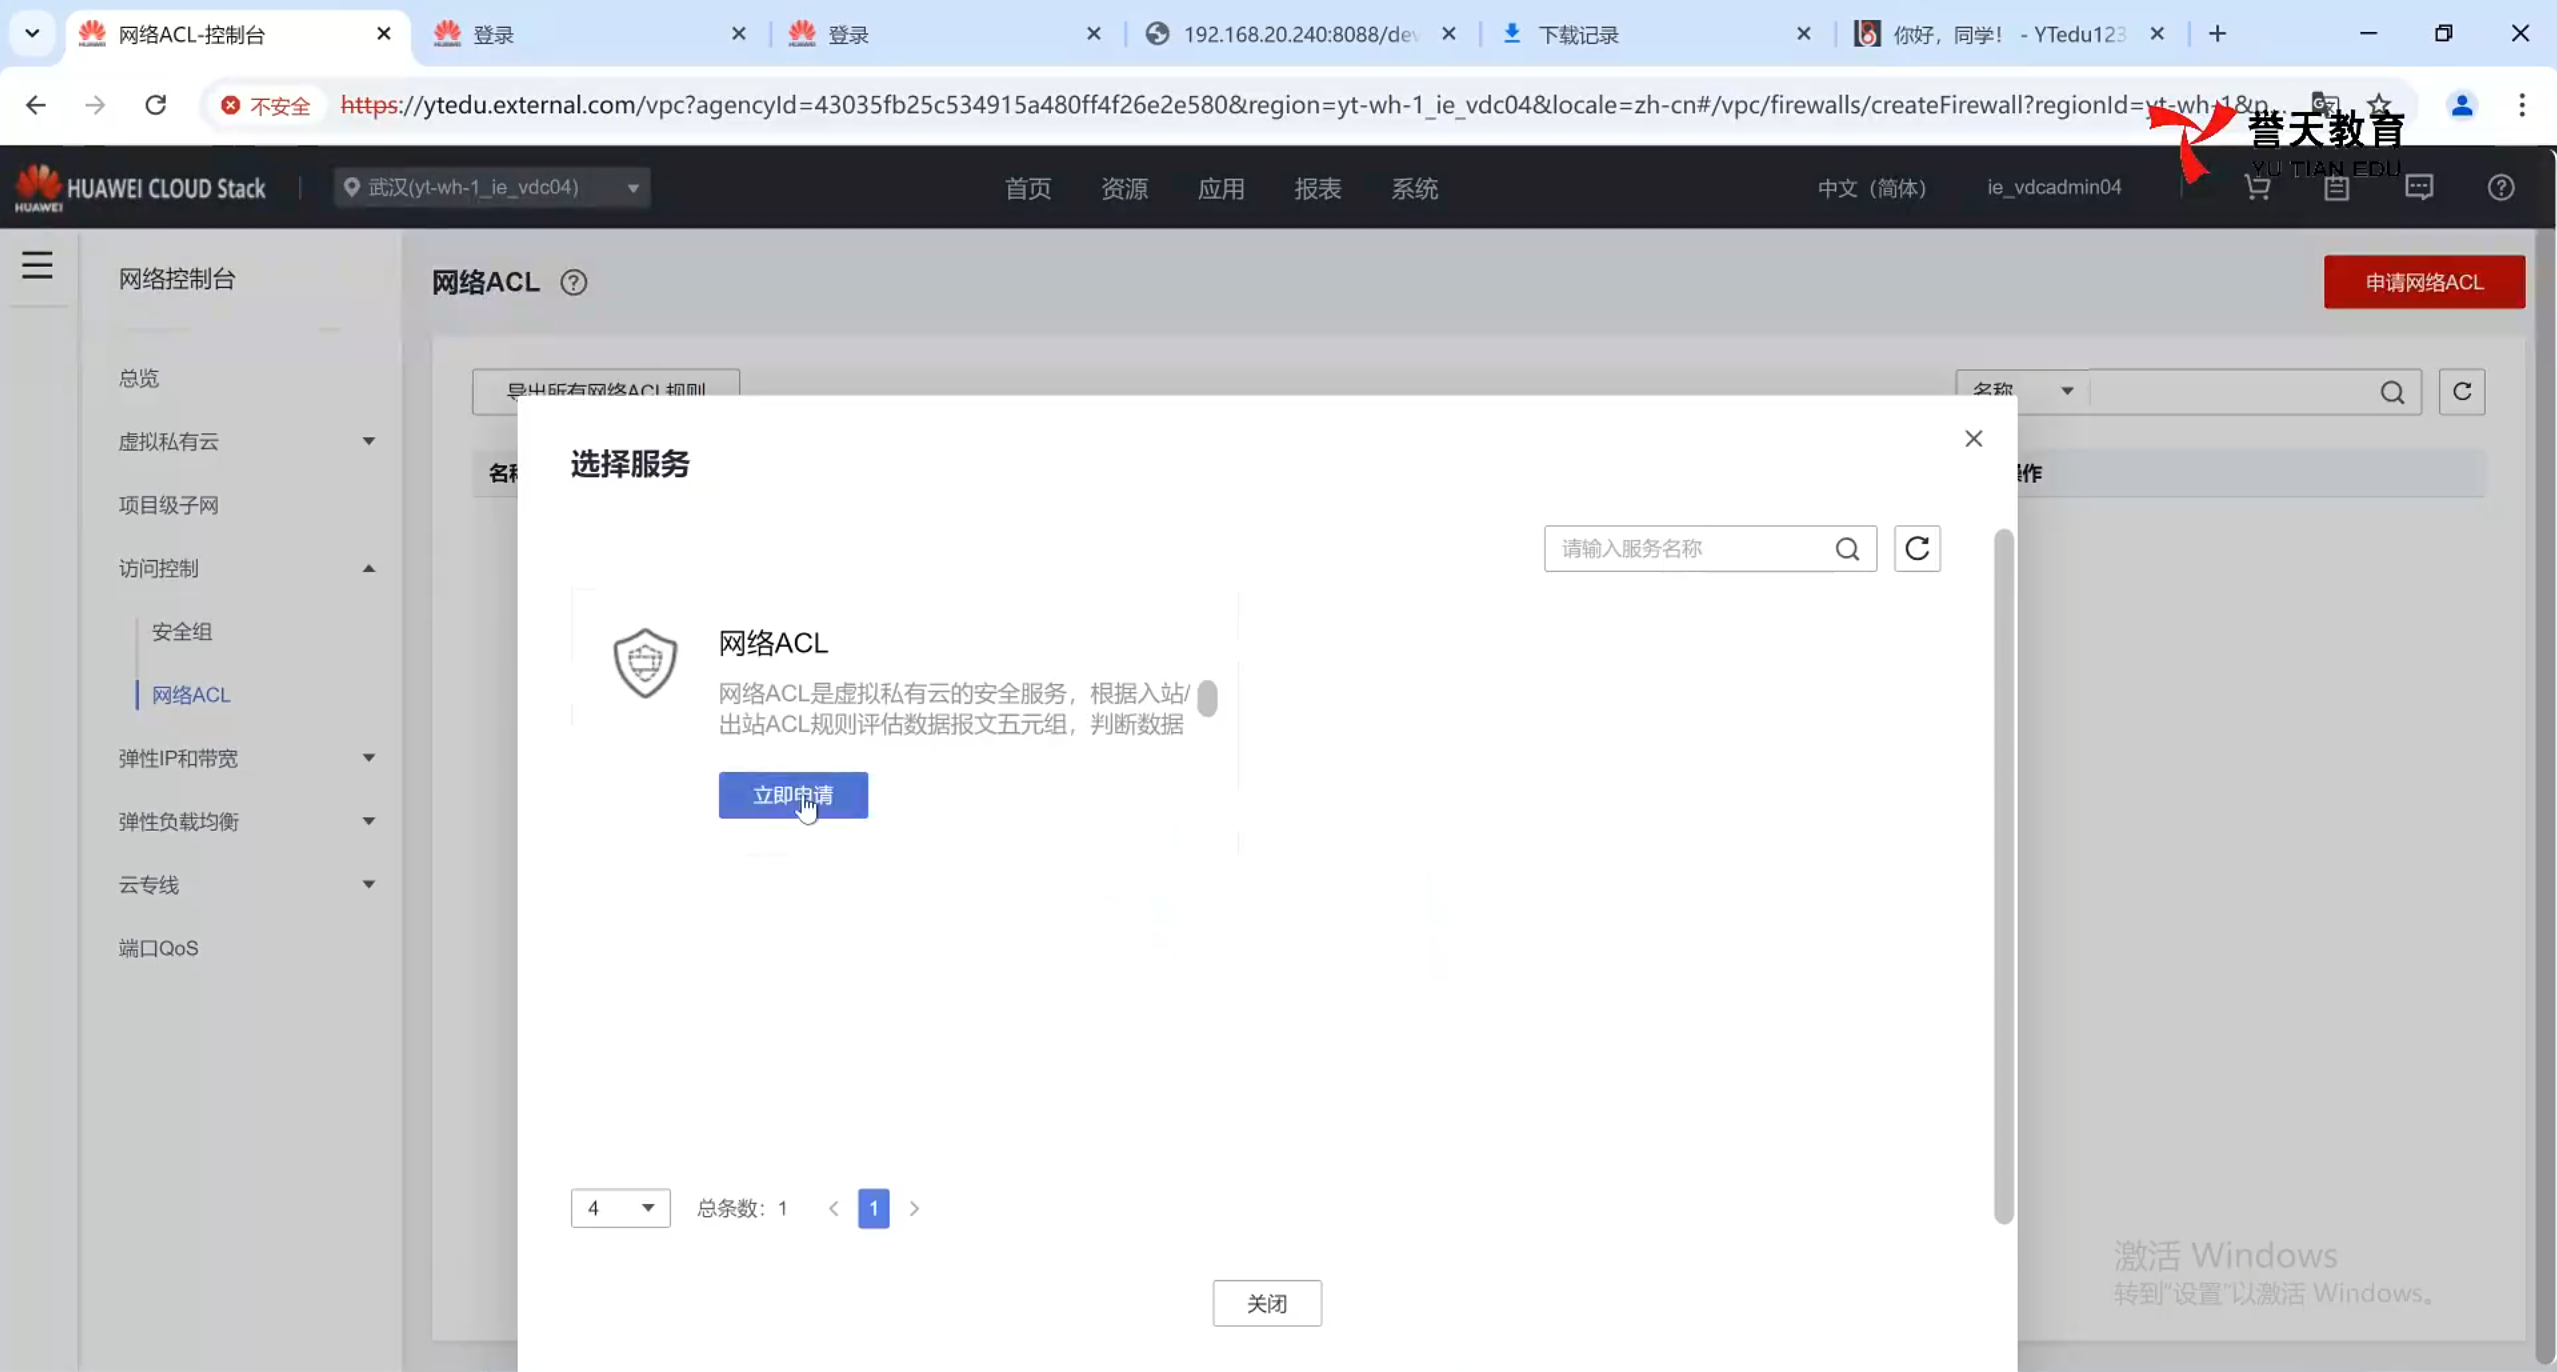 网络ACL-控制台
登录
登录
192.168.20.240:8088/dev
下载记录
你好，同学！ - YTedu123
不安全
https://ytedu.external.com/vpc?agencyId=43035fb25c534915a480ff4f26e2e580&region=yt-wh-1_ie_vdc04&locale=zh-cn#/vpc/firewalls/createFirewall?regionId=yt-wh-1&p...
誉天教育
YU TIAN EDU
HUAWEI
HUAWEI CLOUD Stack
武汉(yt-wh-1_ie_vdc04)
首页
资源
应用
报表
系统
中文（简体）
ie_vdcadmin04
网络控制台
总览
虚拟私有云
项目级子网
访问控制
安全组
网络ACL
弹性IP和带宽
弹性负载均衡
云专线
端口QoS
网络ACL
申请网络ACL
导出所有网络ACL规则
名称
名称
操作
选择服务
请输入服务名称
网络ACL
网络ACL是虚拟私有云的安全服务，根据入站/
出站ACL规则评估数据报文五元组，判断数据
立即申请
4
总条数：1
1
关闭
激活 Windows
转到"设置"以激活 Windows。